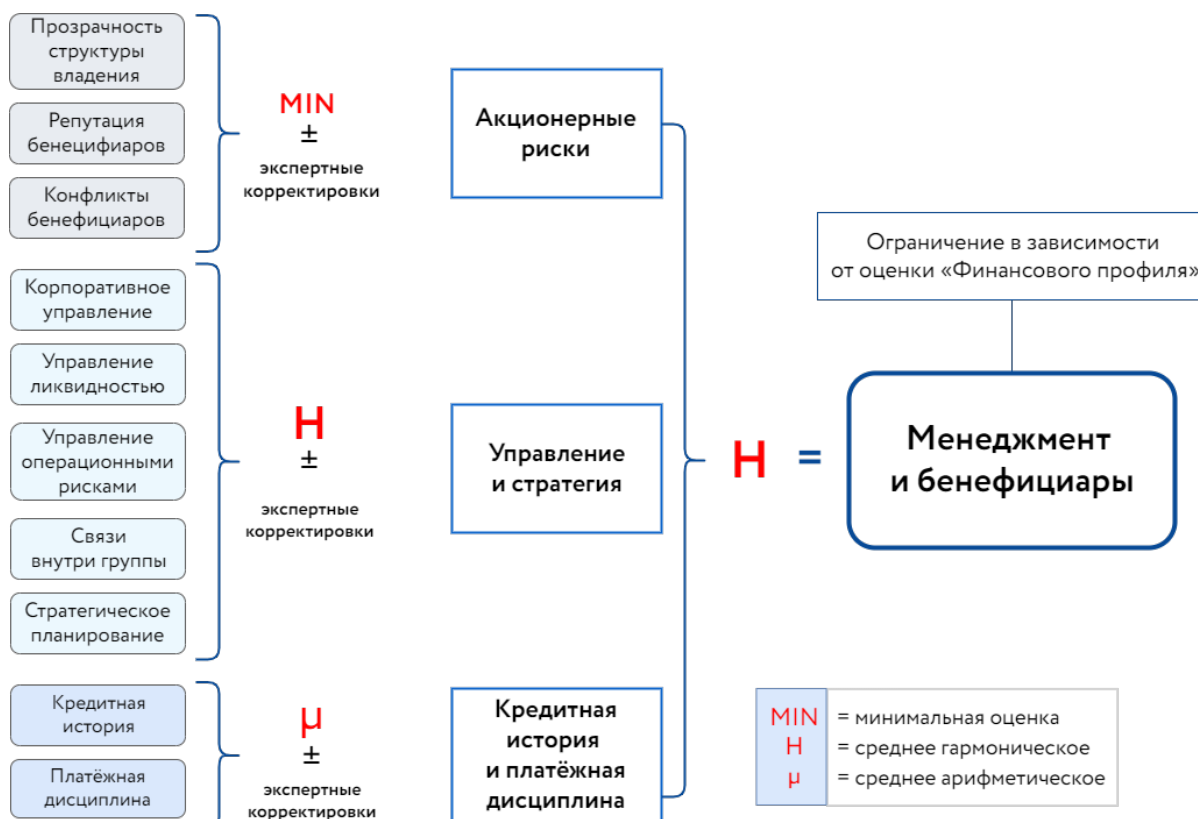 Прозрачность
структуры
владения
Репутация
бенецифиаров
Конфликты
бенефициаров
MIN
±
экспертные
корректировки
Акционерные
риски
Корпоративное
управление
Управление
ликвидностью
Управление
операционными
рисками
Связи
внутри группы
Стратегическое
планирование
H
±
экспертные
корректировки
Управление
и стратегия
Кредитная
история
Платёжная
дисциплина
μ
±
экспертные
корректировки
Кредитная
история
и платёжная
дисциплина
H =
Ограничение в зависимости
от оценки «Финансового профиля»
Менеджмент
и бенефициары
MIN = минимальная оценка
H = среднее гармоническое
μ = среднее арифметическое